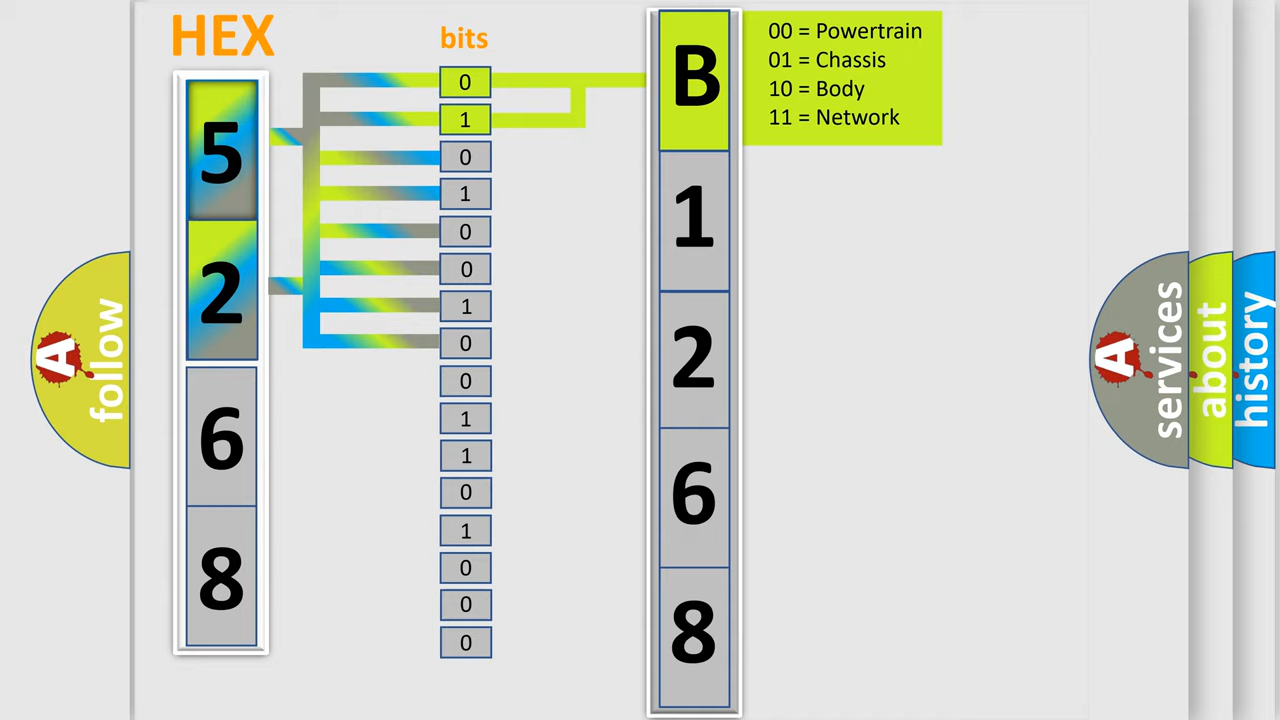 HEX
5
2
6
8
bits
0
1
0
1
0
0
1
0
0
1
1
0
1
0
0
0
B
1
2
6
8
00 = Powertrain
01 = Chassis
10 = Body
11 = Network
A
follow
A
services
about
history